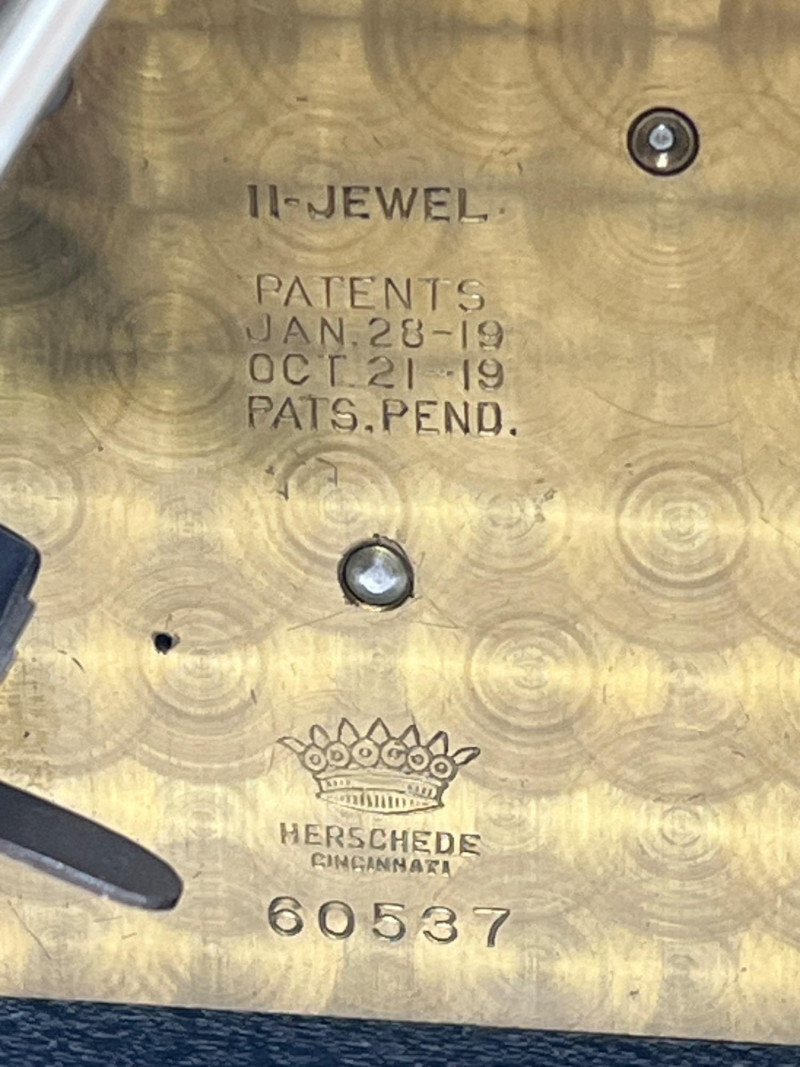 11-JEWEL
PATENTS
JAN. 28-19
OCT. 21-19
PATS. PEND.
HERSCHEDE
CINCINNATI
60537